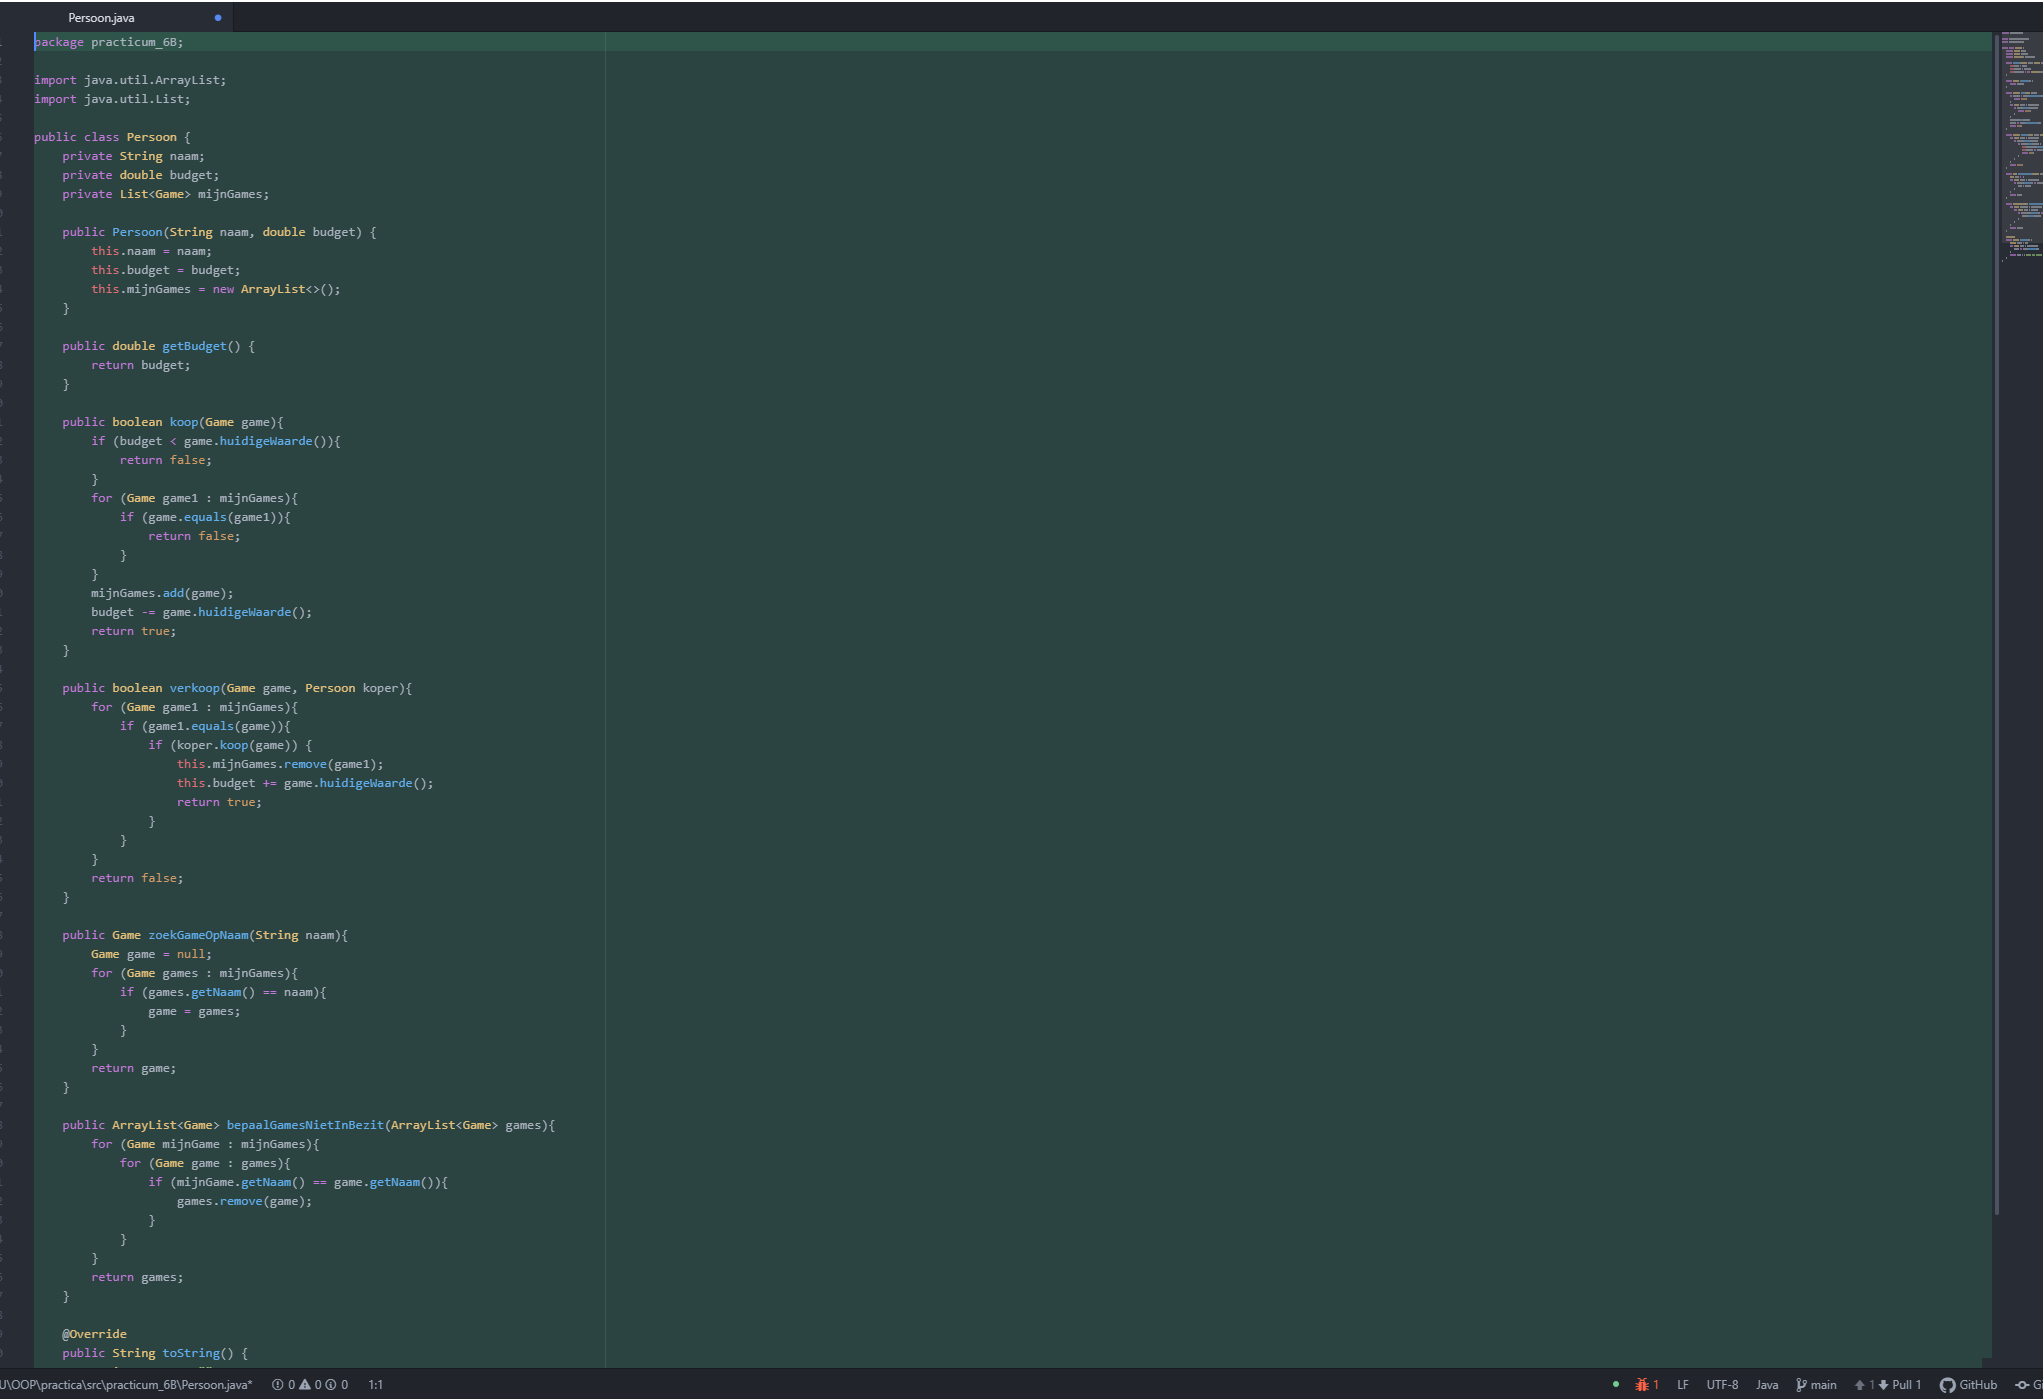 Persoon.java
package practicum_6B;
import java.util.ArrayList;
import java.util.List;
public class Persoon {
private String naam;
private double budget;
private List<Game> mijnGames;
public Persoon(String naam, double budget) {
this.naam = naam;
this.budget = budget;
this.mijnGames = new ArrayList<>();
}
public double getBudget() {
return budget;
}
public boolean koop(Game game){
if (budget < game.huidigeWaarde()){
return false;
}
for (Game game1 : mijnGames){
if (game.equals(game1)){
return false;
}
}
mijnGames.add(game);
budget -= game.huidigeWaarde();
return true;
}
public boolean verkoop(Game game, Persoon koper){
for (Game game1 : mijnGames){
if (game1.equals(game)){
if (koper.koop(game)) {
this.mijnGames.remove(game1);
this.budget += game.huidigeWaarde();
return true;
}
}
}
return false;
}
public Game zoekGameOpNaam(String naam){
Game game = null;
for (Game games : mijnGames){
if (games.getNaam() == naam){
game = games;
}
}
return game;
}
public ArrayList<Game> bepaalGamesNietInBezit(ArrayList<Game> games){
for (Game mijnGame : mijnGames){
for (Game game : games){
if (mijnGame.getNaam() == game.getNaam()){
games.remove(game);
}
}
}
return games;
}
@Override
public String toString() {
U\OOP\practica\src\practicum_6B\Persoon.java* 0 0 0 1:1 1 LF UTF-8 Java main 1 Pull 1 GitHub